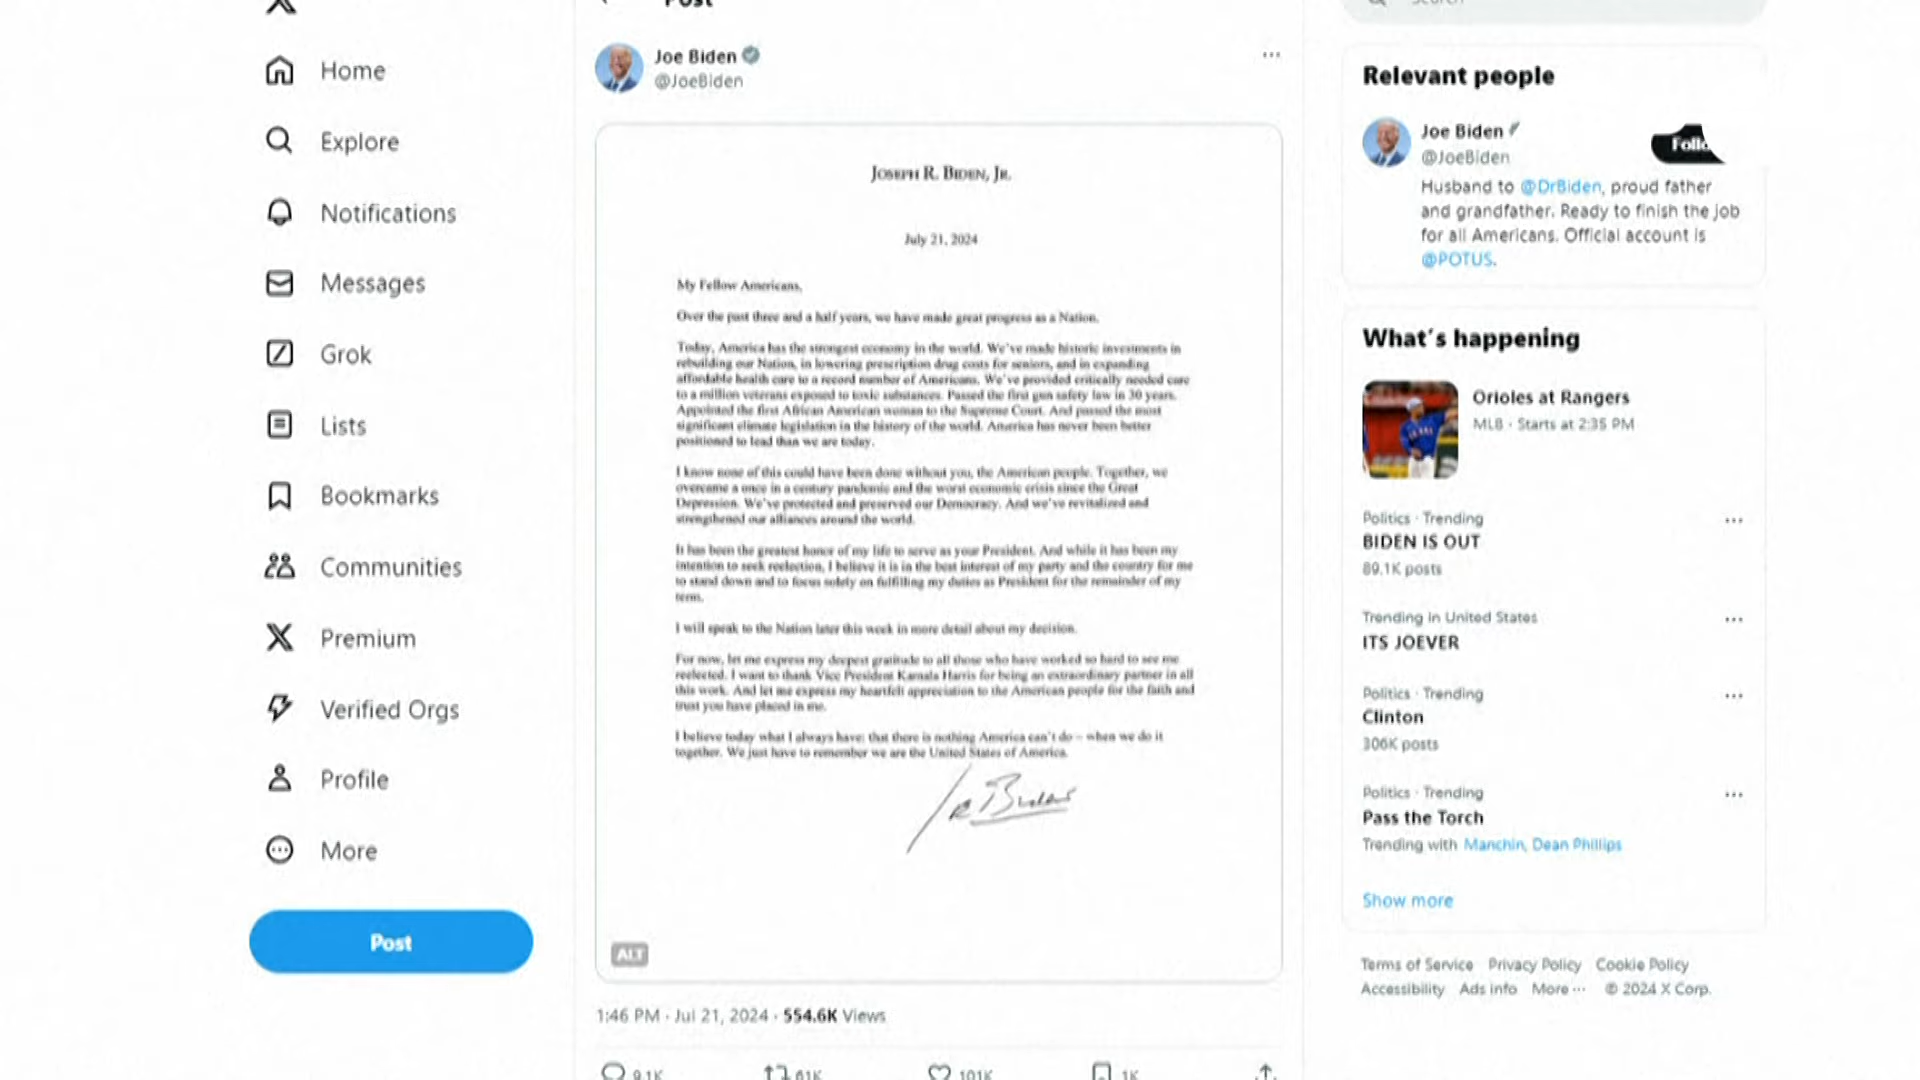 Post
Search
Home
Explore
Notifications
Messages
Grok
Lists
Bookmarks
Communities
Premium
Verified Orgs
Profile
More
Post
Joe Biden
@JoeBiden
JOSEPH R. BIDEN, JR.
July 21, 2024
My Fellow Americans,
Over the past three and a half years, we have made great progress as a Nation.
Today, America has the strongest economy in the world. We've made historic investments in
rebuilding our Nation, in lowering prescription drug costs for seniors, and in expanding
affordable health care to a record number of Americans. We've provided critically needed care
to a million veterans exposed to toxic substances. Passed the first gun safety law in 30 years.
Appointed the first African American woman to the Supreme Court. And passed the most
significant climate legislation in the history of the world. America has never been better
positioned to lead than we are today.
I know none of this could have been done without you, the American people. Together, we
overcame a once in a century pandemic and the worst economic crisis since the Great
Depression. We've protected and preserved our Democracy. And we've revitalized and
strengthened our alliances around the world.
It has been the greatest honor of my life to serve as your President. And while it has been my
intention to seek reelection, I believe it is in the best interest of my party and the country for me
to stand down and to focus solely on fulfilling my duties as President for the remainder of my
term.
I will speak to the Nation later this week in more detail about my decision.
For now, let me express my deepest gratitude to all those who have worked so hard to see me
reelected. I want to thank Vice President Kamala Harris for being an extraordinary partner in all
this work. And let me express my heartfelt appreciation to the American people for the faith and
trust you have placed in me.
I believe today what I always have: that there is nothing America can't do – when we do it
together. We just have to remember we are the United States of America.
Joe Biden
ALT
1:46 PM · Jul 21, 2024 · 554.6K Views
9.1K 61K 101K 1K
Relevant people
Joe Biden
Follo
@JoeBiden
Husband to @DrBiden, proud father
and grandfather. Ready to finish the job
for all Americans. Official account is
@POTUS.
What's happening
Orioles at Rangers
MLB · Starts at 2:35 PM
Politics · Trending
BIDEN IS OUT
89.1K posts
Trending in United States
ITS JOEVER
Politics · Trending
Clinton
306K posts
Politics · Trending
Pass the Torch
Trending with Manchin, Dean Phillips
Show more
Terms of Service Privacy Policy Cookie Policy
Accessibility Ads info More ··· © 2024 X Corp.